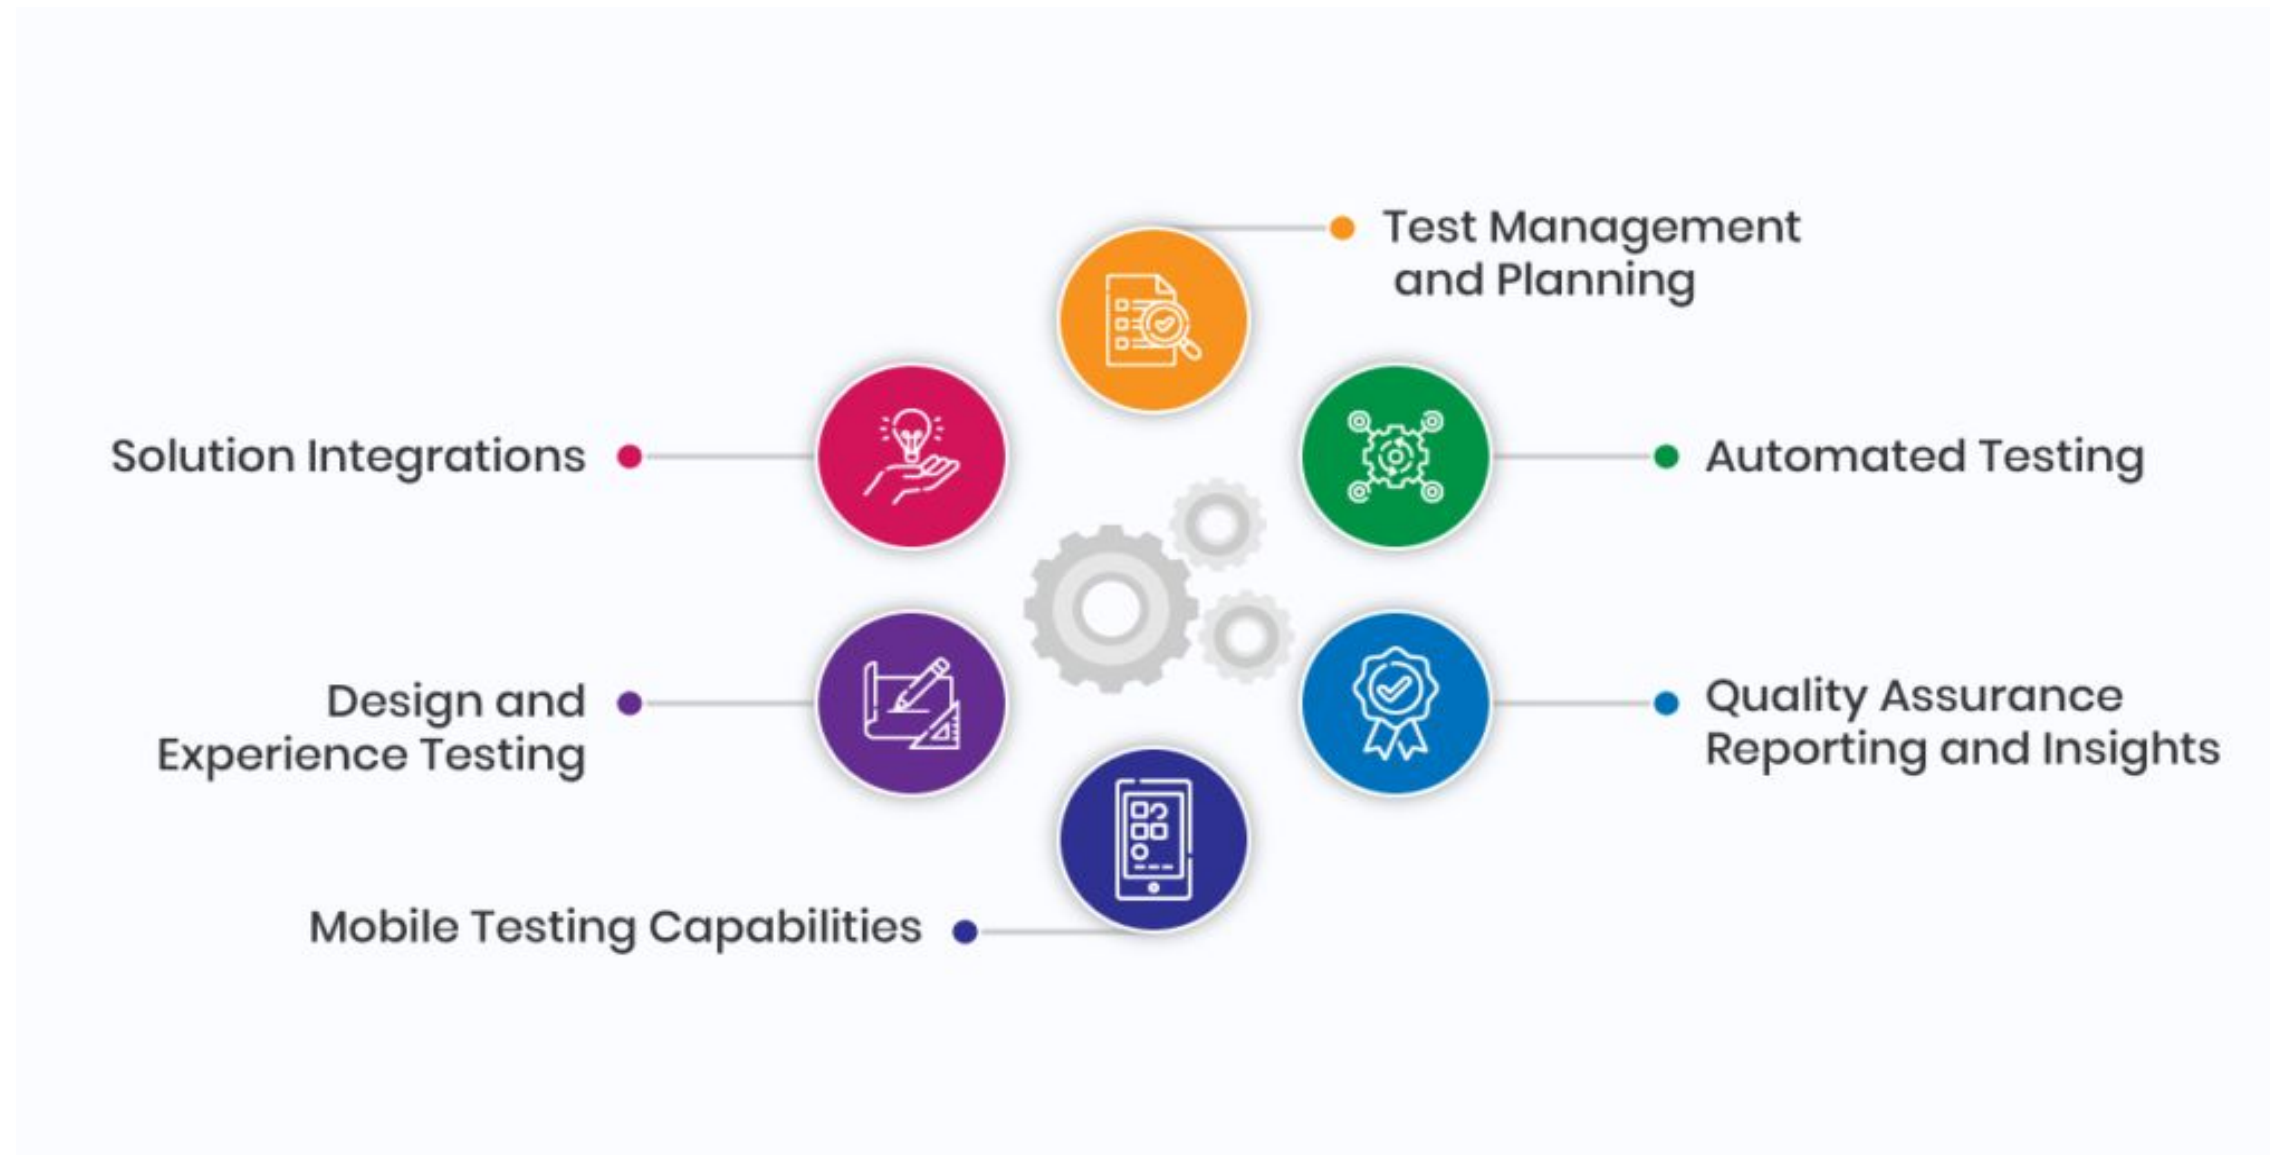 Test Management
and Planning
Solution Integrations
Automated Testing
Design and
Experience Testing
Quality Assurance
Reporting and Insights
Mobile Testing Capabilities